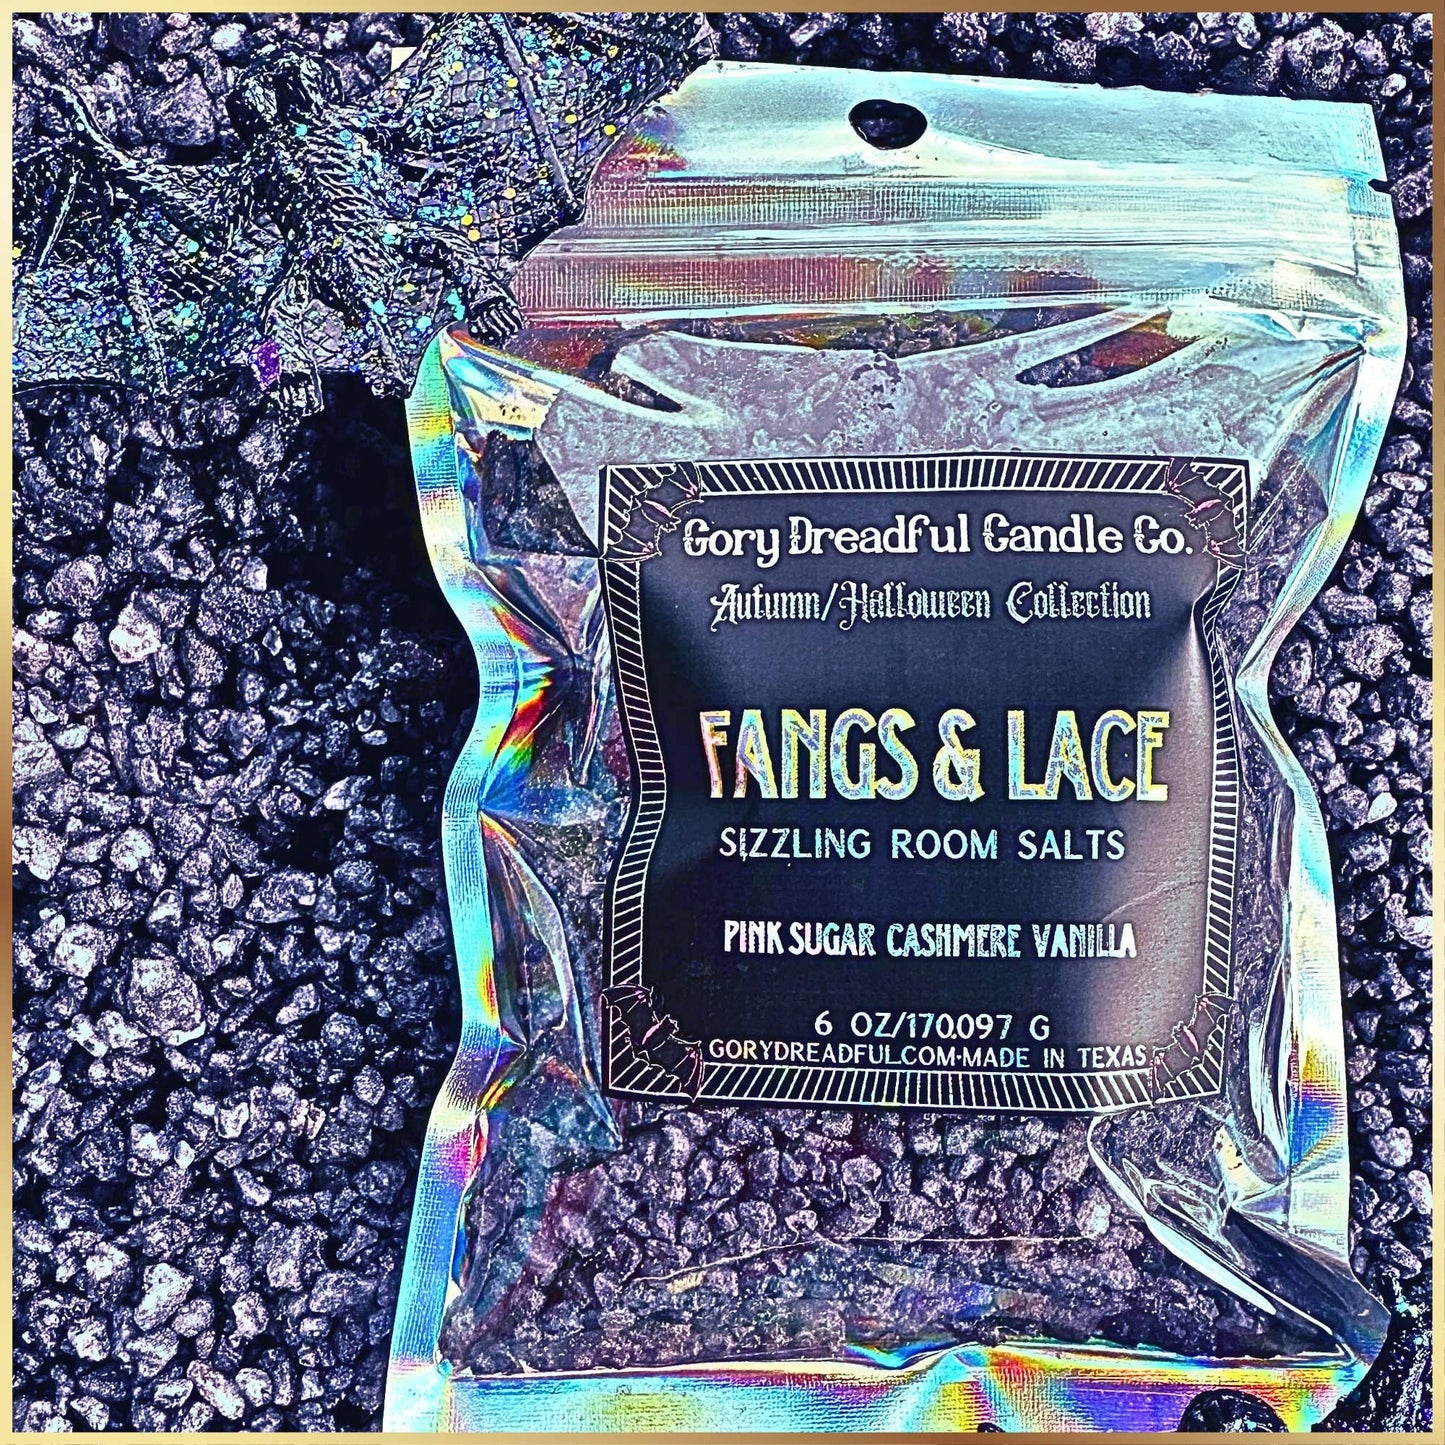 Gory Dreadful Candle Co.
Autumn/Halloween Collection
FANGS & LACE
SIZZLING ROOM SALTS
PINK SUGAR CASHMERE VANILLA
6 OZ/170.097 G
GORYDREADFUL.COM·MADE IN TEXAS